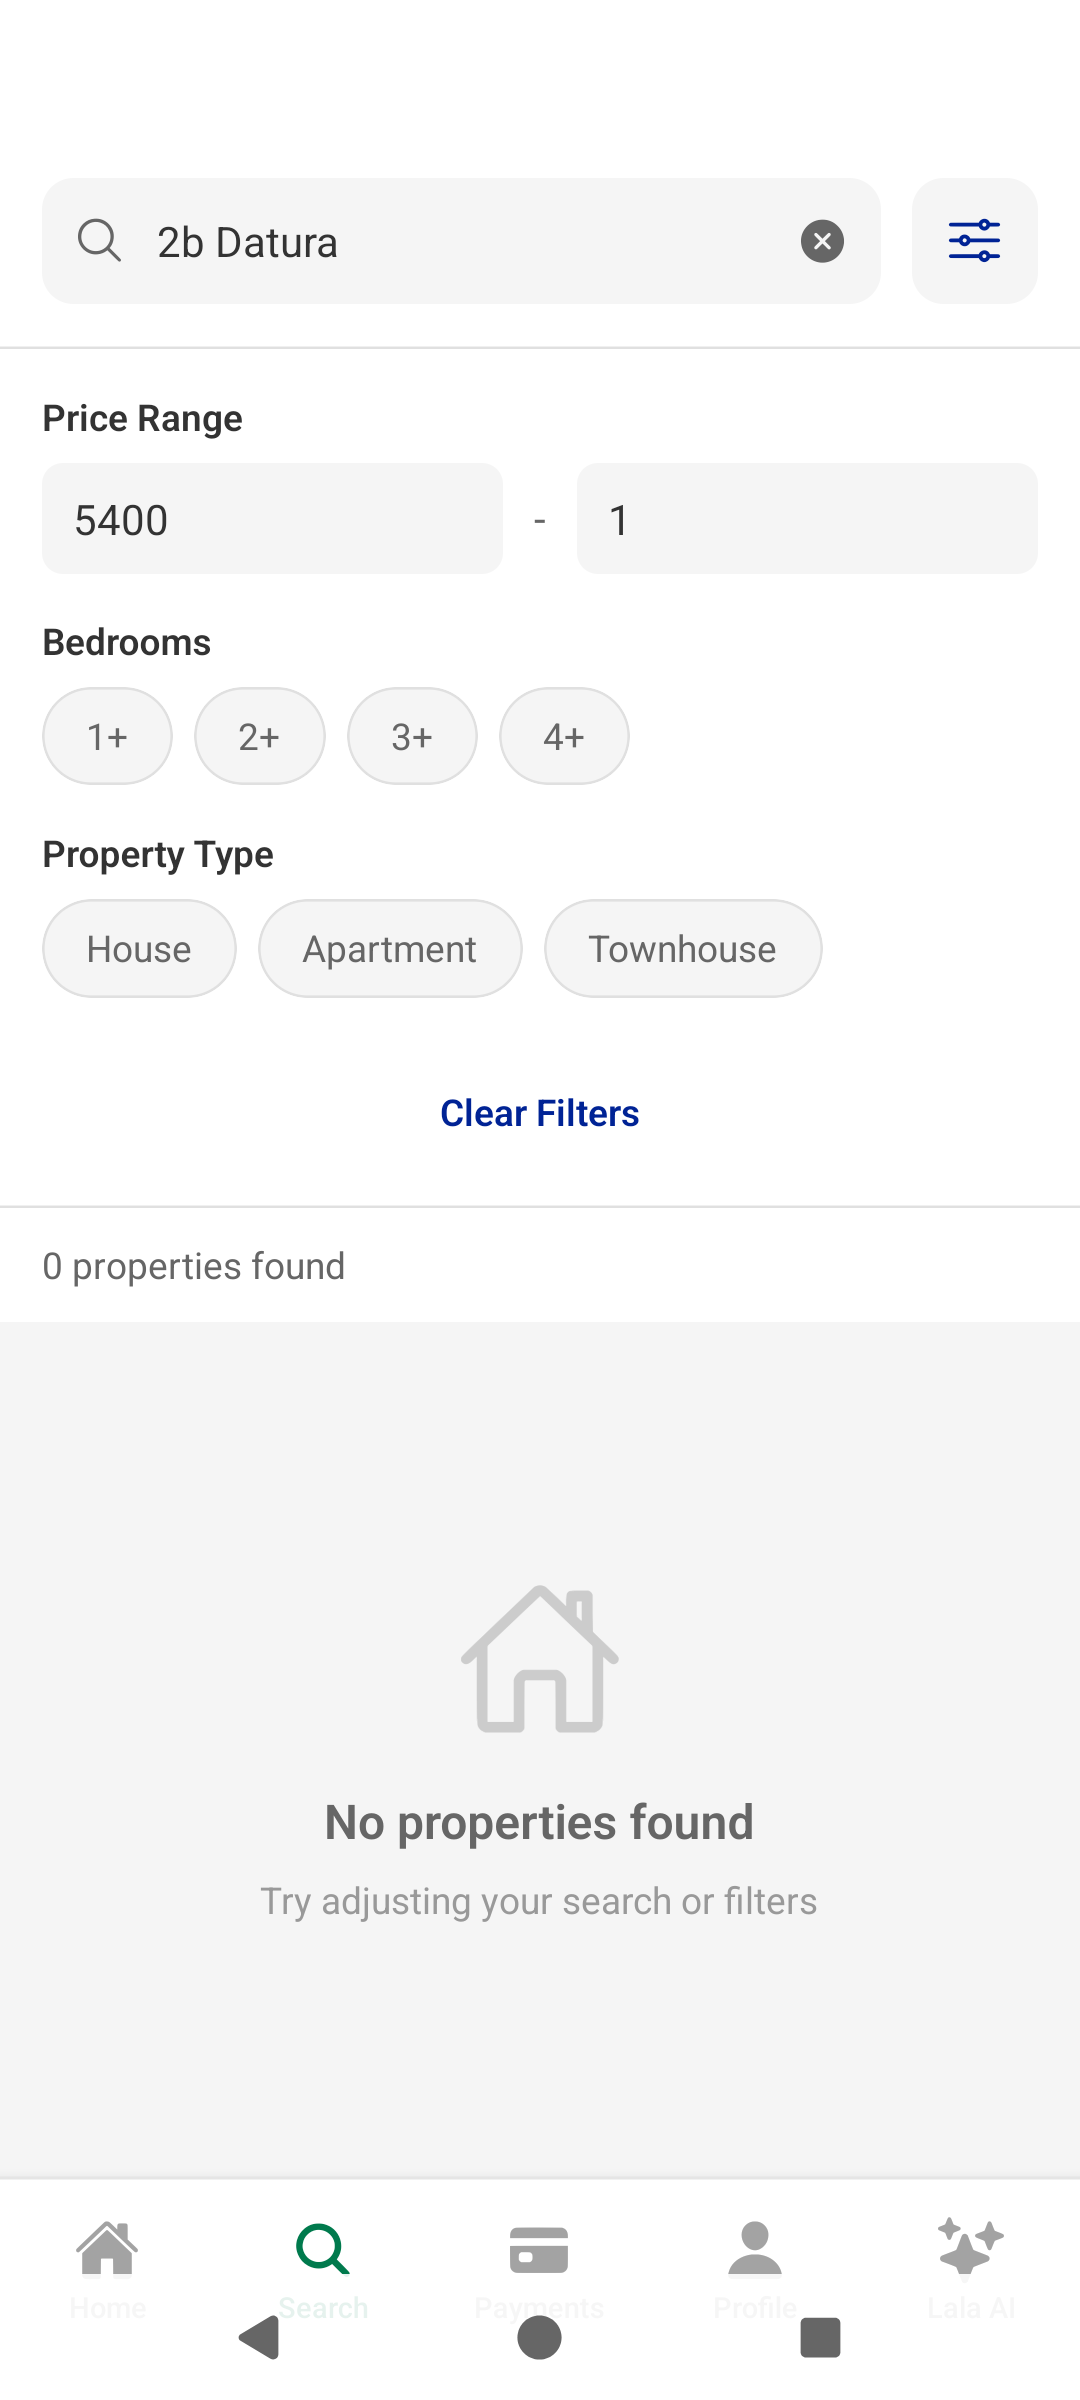 2b Datura
Price Range
5400 - 1
Bedrooms
1+ 2+ 3+ 4+
Property Type
House Apartment Townhouse
Clear Filters
0 properties found
No properties found
Try adjusting your search or filters
Home Search Payments Profile Lala AI